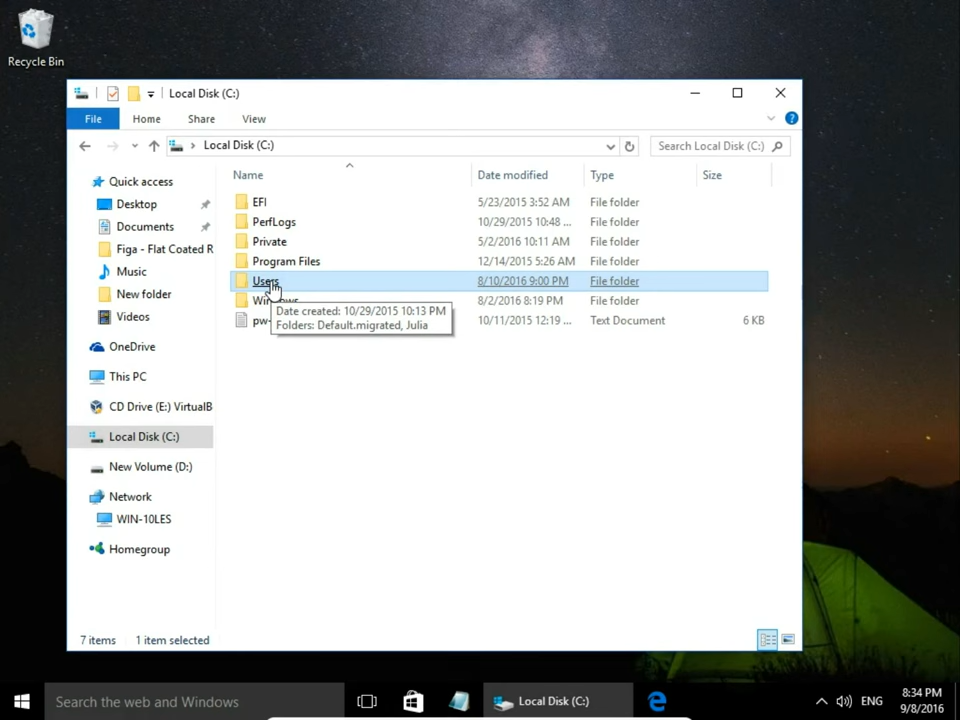 Recycle Bin
Local Disk (C:)
File Home Share View
Local Disk (C:)
Search Local Disk (C:)
Name Date modified Type Size
Quick access
Desktop
Documents
Figa - Flat Coated R
Music
New folder
Videos
OneDrive
This PC
CD Drive (E:) VirtualB
Local Disk (C:)
New Volume (D:)
Network
WIN-10LES
Homegroup
EFI 5/23/2015 3:52 AM File folder
PerfLogs 10/29/2015 10:48 ... File folder
Private 5/2/2016 10:11 AM File folder
Program Files 12/14/2015 5:26 AM File folder
Users 8/10/2016 9:00 PM File folder
Windows 8/2/2016 8:19 PM File folder
pw- 10/11/2015 12:19 ... Text Document 6 KB
Date created: 10/29/2015 10:13 PM
Folders: Default.migrated, Julia
7 items 1 item selected
Search the web and Windows
Local Disk (C:)
ENG
8:34 PM
9/8/2016